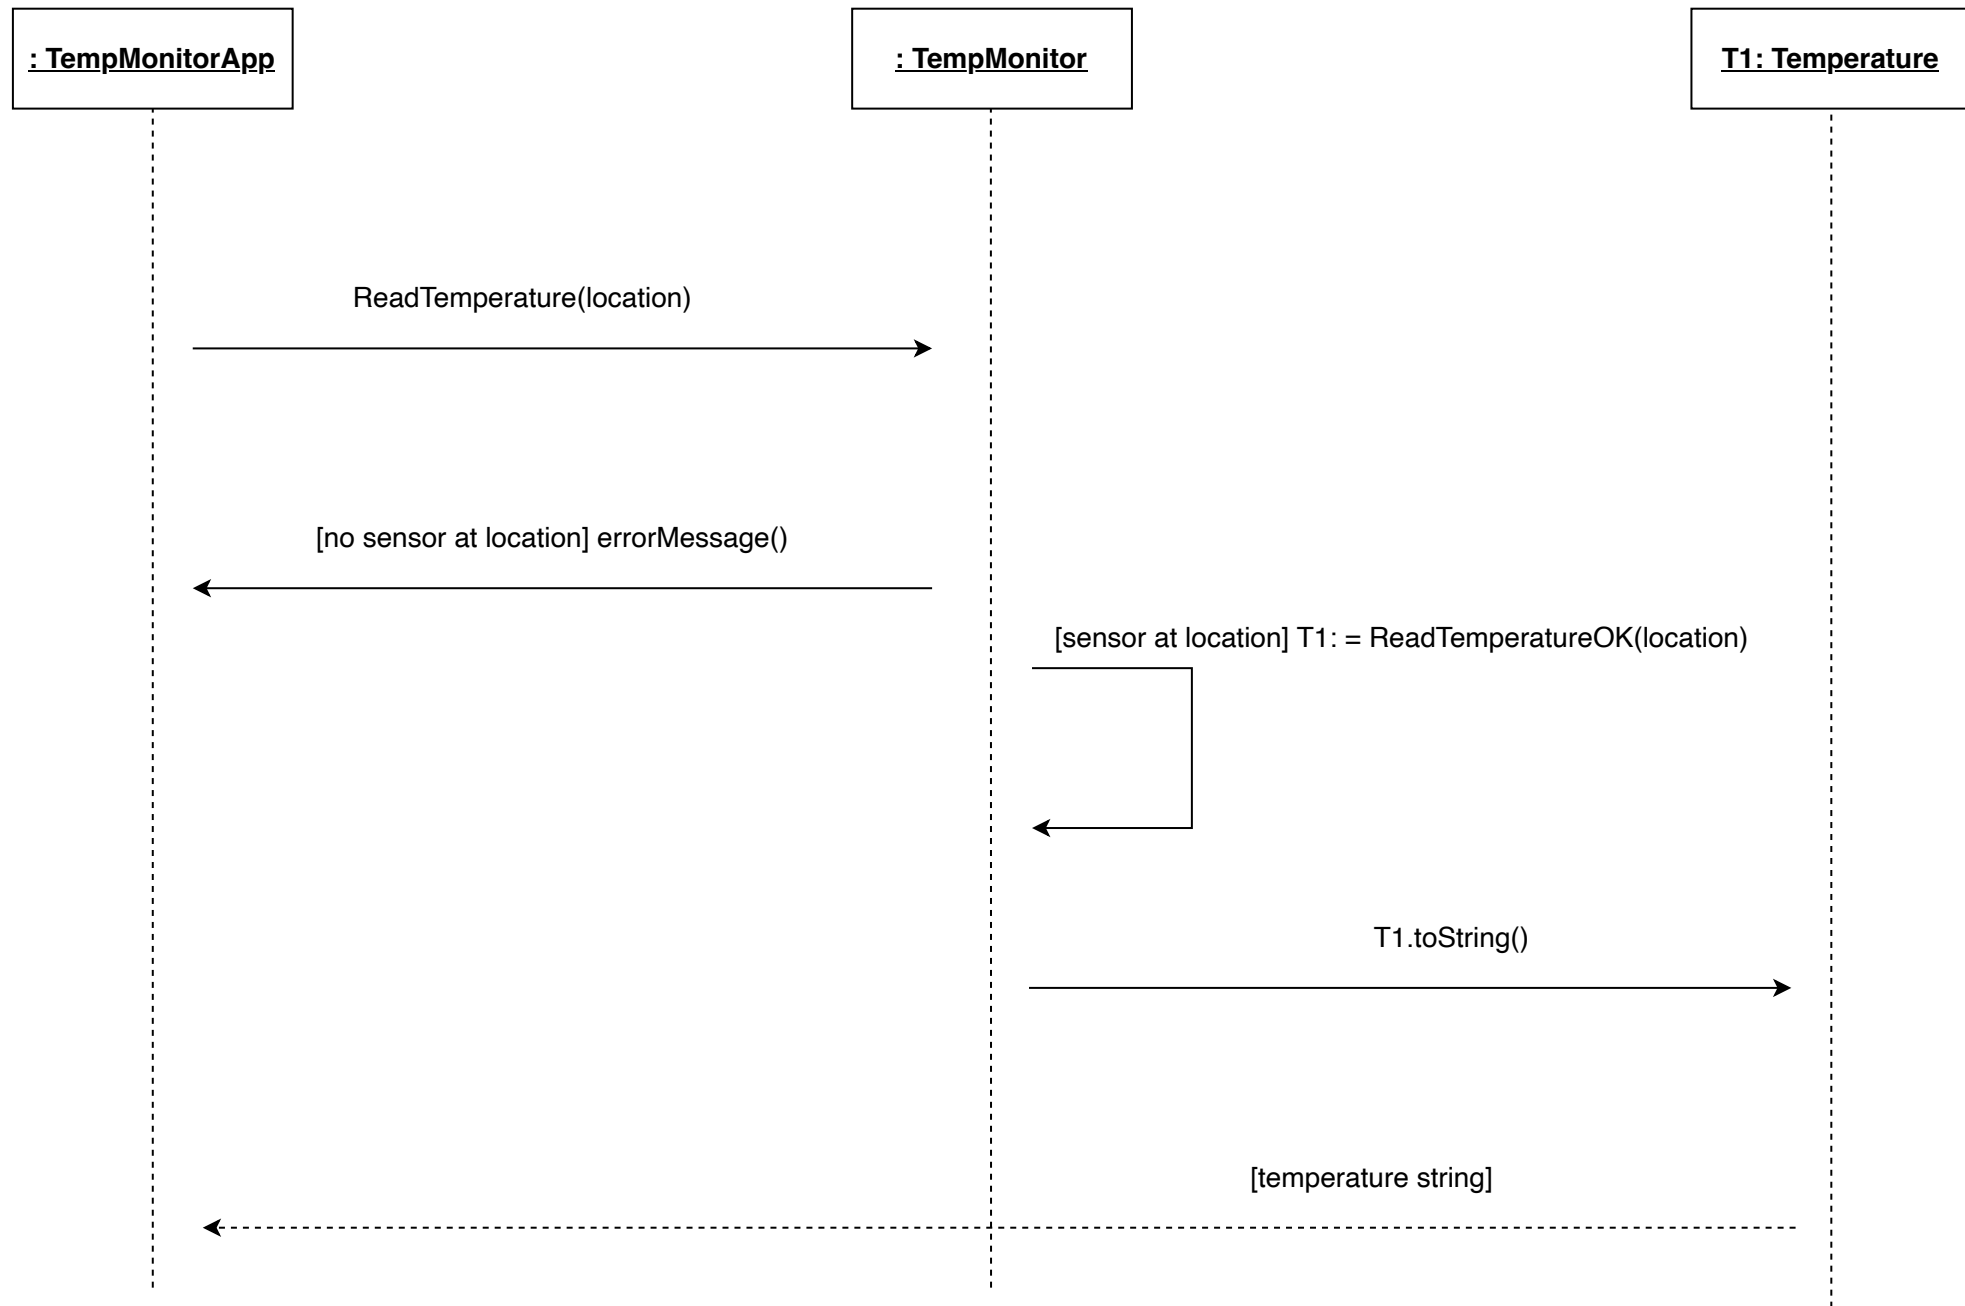 : TempMonitorApp
: TempMonitor
T1: Temperature
ReadTemperature(location)
[no sensor at location] errorMessage()
[sensor at location] T1: = ReadTemperatureOK(location)
T1.toString()
[temperature string]